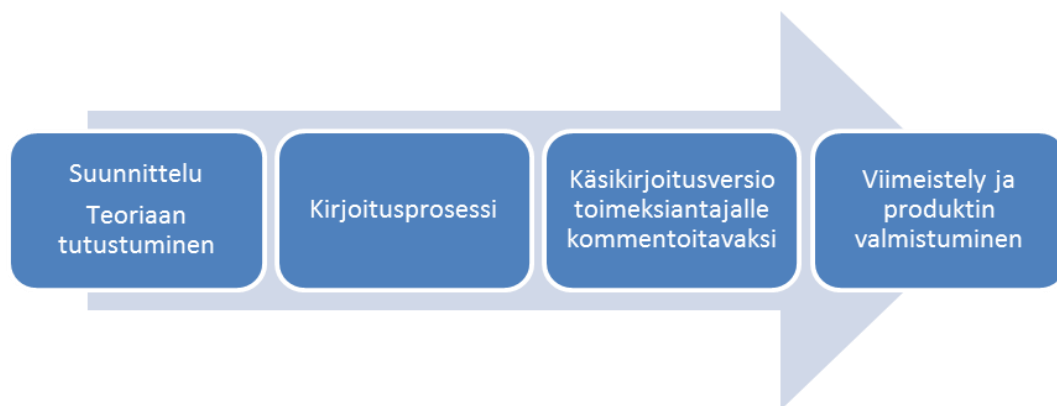 Suunnittelu
Teoriaan
tutustuminen
Kirjoitusprosessi
Käsikirjoitusversio
toimeksiantajalle
kommentoitavaksi
Viimeistely ja
produktin
valmistuminen